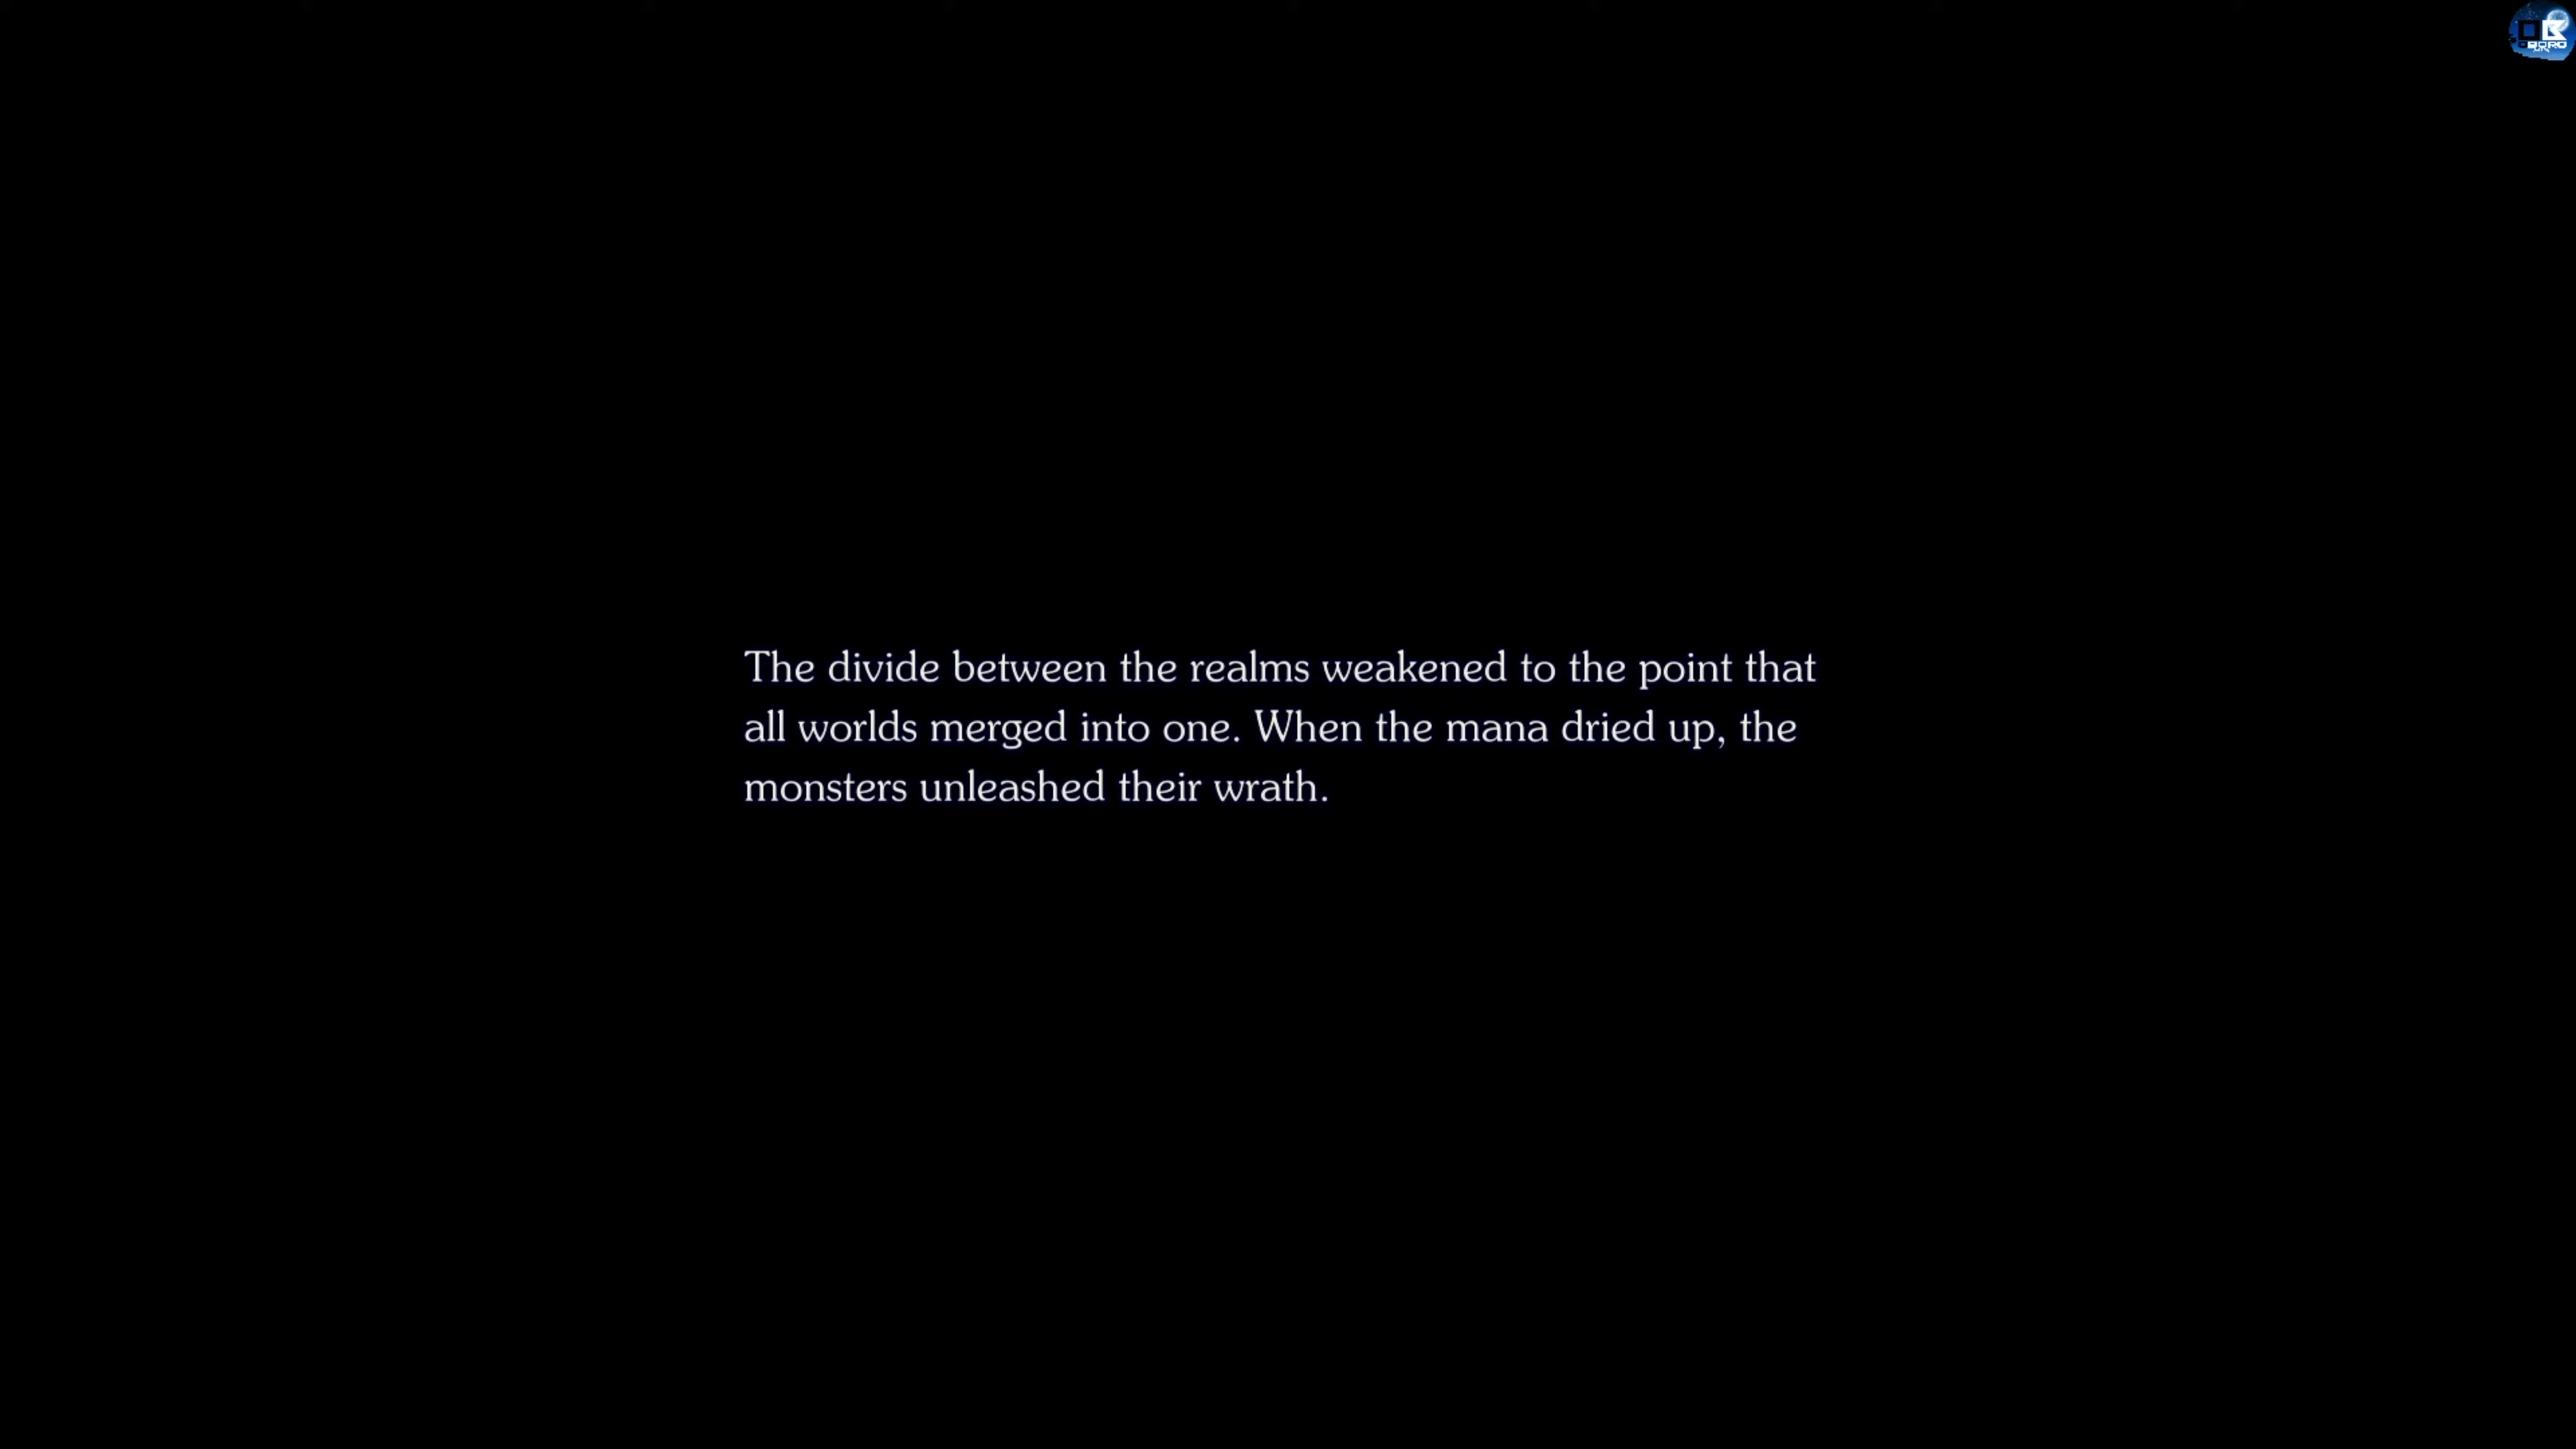 The divide between the realms weakened to the point that
all worlds merged into one. When the mana dried up, the
monsters unleashed their wrath.